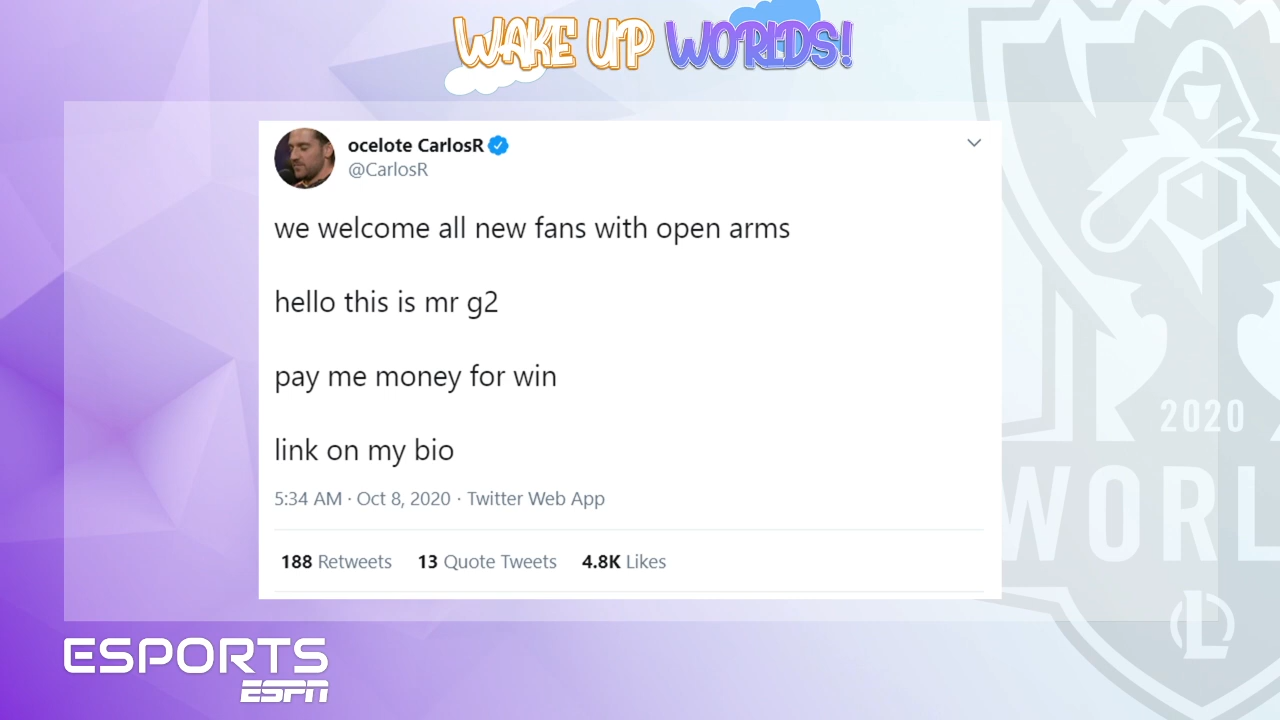 WAKE UP WORLDS!
ocelote CarlosR
@CarlosR
we welcome all new fans with open arms
hello this is mr g2
pay me money for win
link on my bio
5:34 AM · Oct 8, 2020 · Twitter Web App
188 Retweets 13 Quote Tweets 4.8K Likes
2020
WORL
L
ESPORTS
ESPN